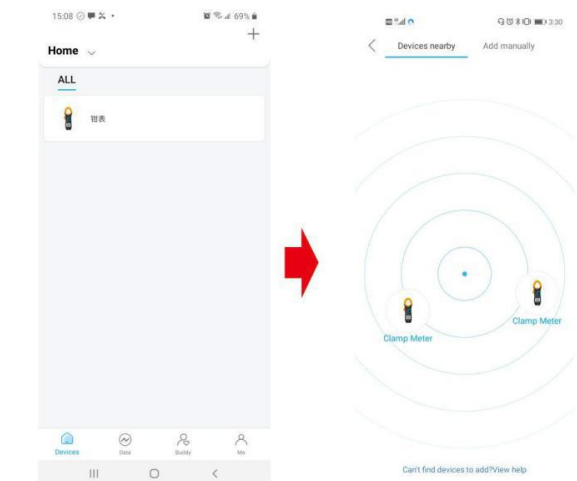 15:08 69%
Home
ALL
钳表
Devices Data Buddy Me
3:30
Devices nearby Add manually
Clamp Meter
Clamp Meter
Can't find devices to add?View help